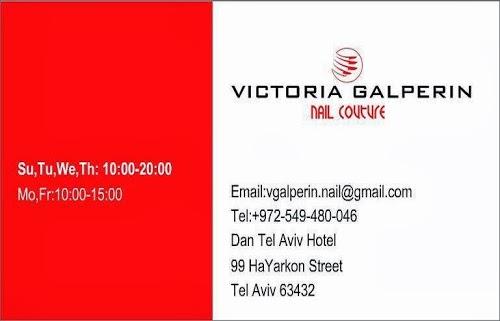 VICTORIA GALPERIN
NAIL COUTURE
Su,Tu,We,Th: 10:00-20:00
Mo,Fr:10:00-15:00
Email:vgalperin.nail@gmail.com
Tel:+972-549-480-046
Dan Tel Aviv Hotel
99 HaYarkon Street
Tel Aviv 63432